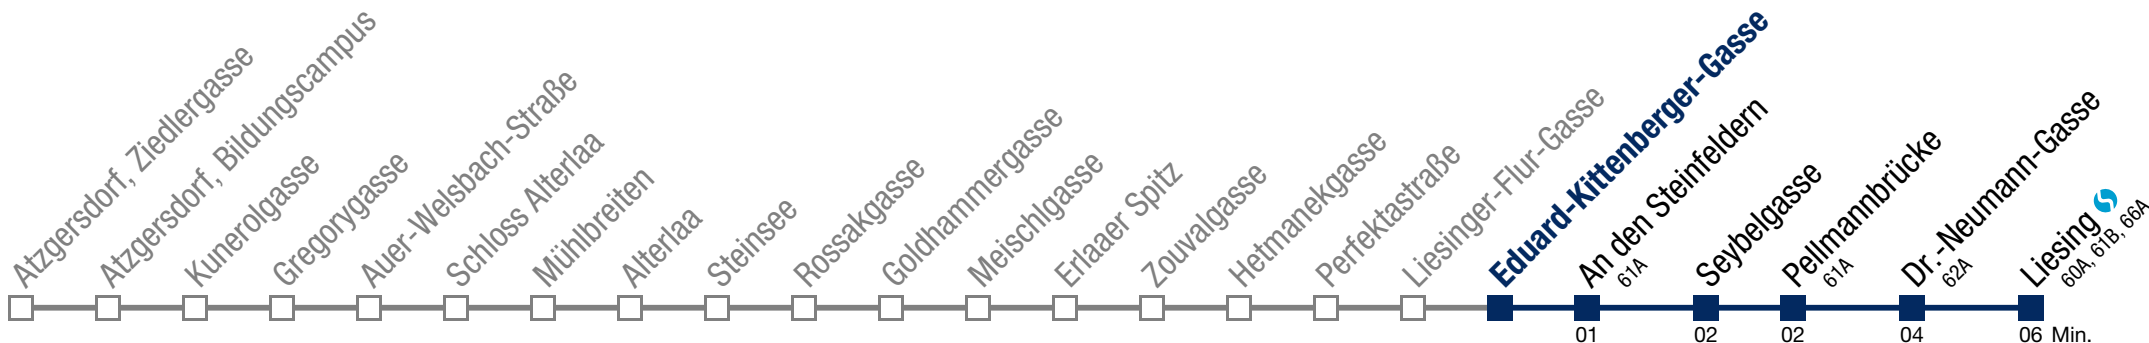 Atzgersdorf, Ziedlergasse
Atzgersdorf, Bildungscampus
Kunerolgasse
Gregorygasse
Auer-Welsbach-Straße
Schloss Alterlaa
Mühlbreiten
Alterlaa
Steinsee
Rossakgasse
Goldhammergasse
Meischlgasse
Erlaaer Spitz
Zouvalgasse
Hetmanekgasse
Perfektastraße
Liesinger-Flur-Gasse
Eduard-Kittenberger-Gasse
An den Steinfeldern
61A
Seybelgasse
Pellmannbrücke
61A
Dr.-Neumann-Gasse
62A
Liesing
60A, 61B, 66A
01
02
02
04
06 Min.